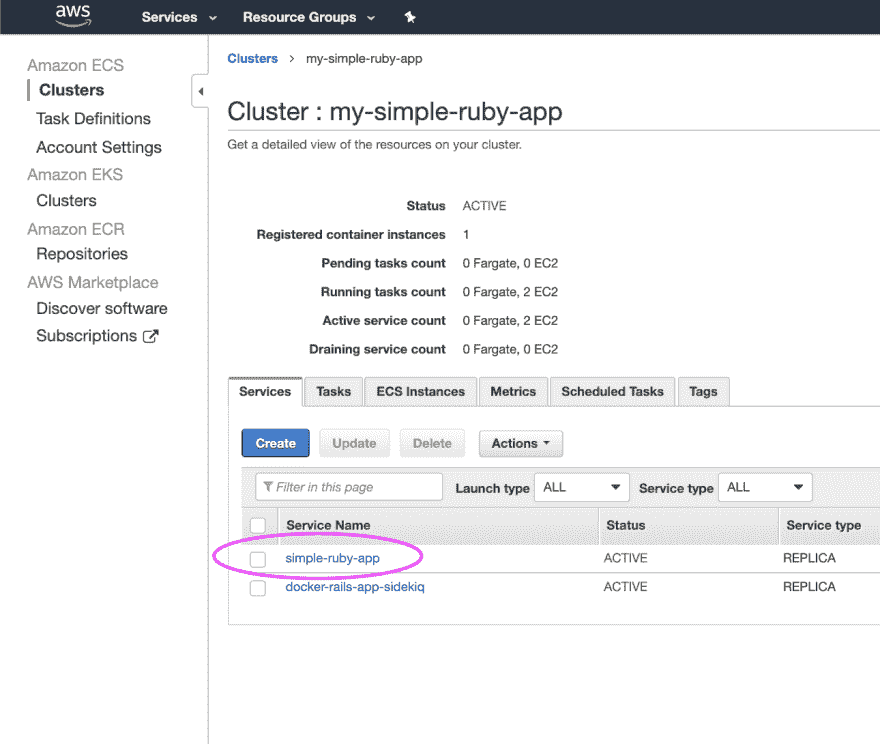 aws Services Resource Groups
Amazon ECS
Clusters
Task Definitions
Account Settings
Amazon EKS
Clusters
Amazon ECR
Repositories
AWS Marketplace
Discover software
Subscriptions
Clusters > my-simple-ruby-app
Cluster : my-simple-ruby-app
Get a detailed view of the resources on your cluster.
Status ACTIVE
Registered container instances 1
Pending tasks count 0 Fargate, 0 EC2
Running tasks count 0 Fargate, 2 EC2
Active service count 0 Fargate, 2 EC2
Draining service count 0 Fargate, 0 EC2
Services Tasks ECS Instances Metrics Scheduled Tasks Tags
Create Update Delete Actions
Filter in this page Launch type ALL Service type ALL
Service Name Status Service type
simple-ruby-app ACTIVE REPLICA
docker-rails-app-sidekiq ACTIVE REPLICA